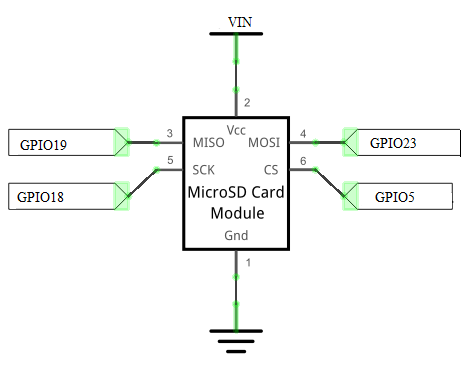 VIN
2
Vcc
GPIO19
3
MISO
MOSI
4
GPIO23
GPIO18
5
SCK
CS
6
GPIO5
MicroSD Card
Module
Gnd
1